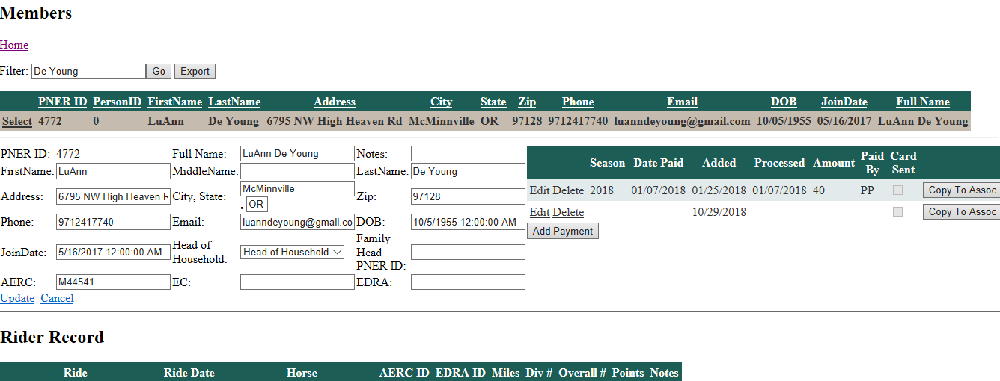 Members
Home
Filter: De Young Go Export
PNER ID PersonID FirstName LastName Address City State Zip Phone Email DOB JoinDate Full Name
Select 4772 0 LuAnn De Young 6795 NW High Heaven Rd McMinnville OR 97128 9712417740 luanndeyoung@gmail.com 10/05/1955 05/16/2017 LuAnn De Young
PNER ID: 4772 Full Name: LuAnn De Young Notes:
FirstName: LuAnn MiddleName: LastName: De Young
Address: 6795 NW High Heaven R City, State: McMinnville , OR Zip: 97128
Phone: 9712417740 Email: luanndeyoung@gmail.co DOB: 10/5/1955 12:00:00 AM
JoinDate: 5/16/2017 12:00:00 AM Head of Household: Head of Household Family Head PNER ID:
AERC: M44541 EC: EDRA:
Update Cancel
Season Date Paid Added Processed Amount Paid By Card Sent
Edit Delete 2018 01/07/2018 01/25/2018 01/07/2018 40 PP Copy To Assoc
Edit Delete 10/29/2018 Copy To Assoc
Add Payment
Rider Record
Ride Ride Date Horse AERC ID EDRA ID Miles Div # Overall # Points Notes